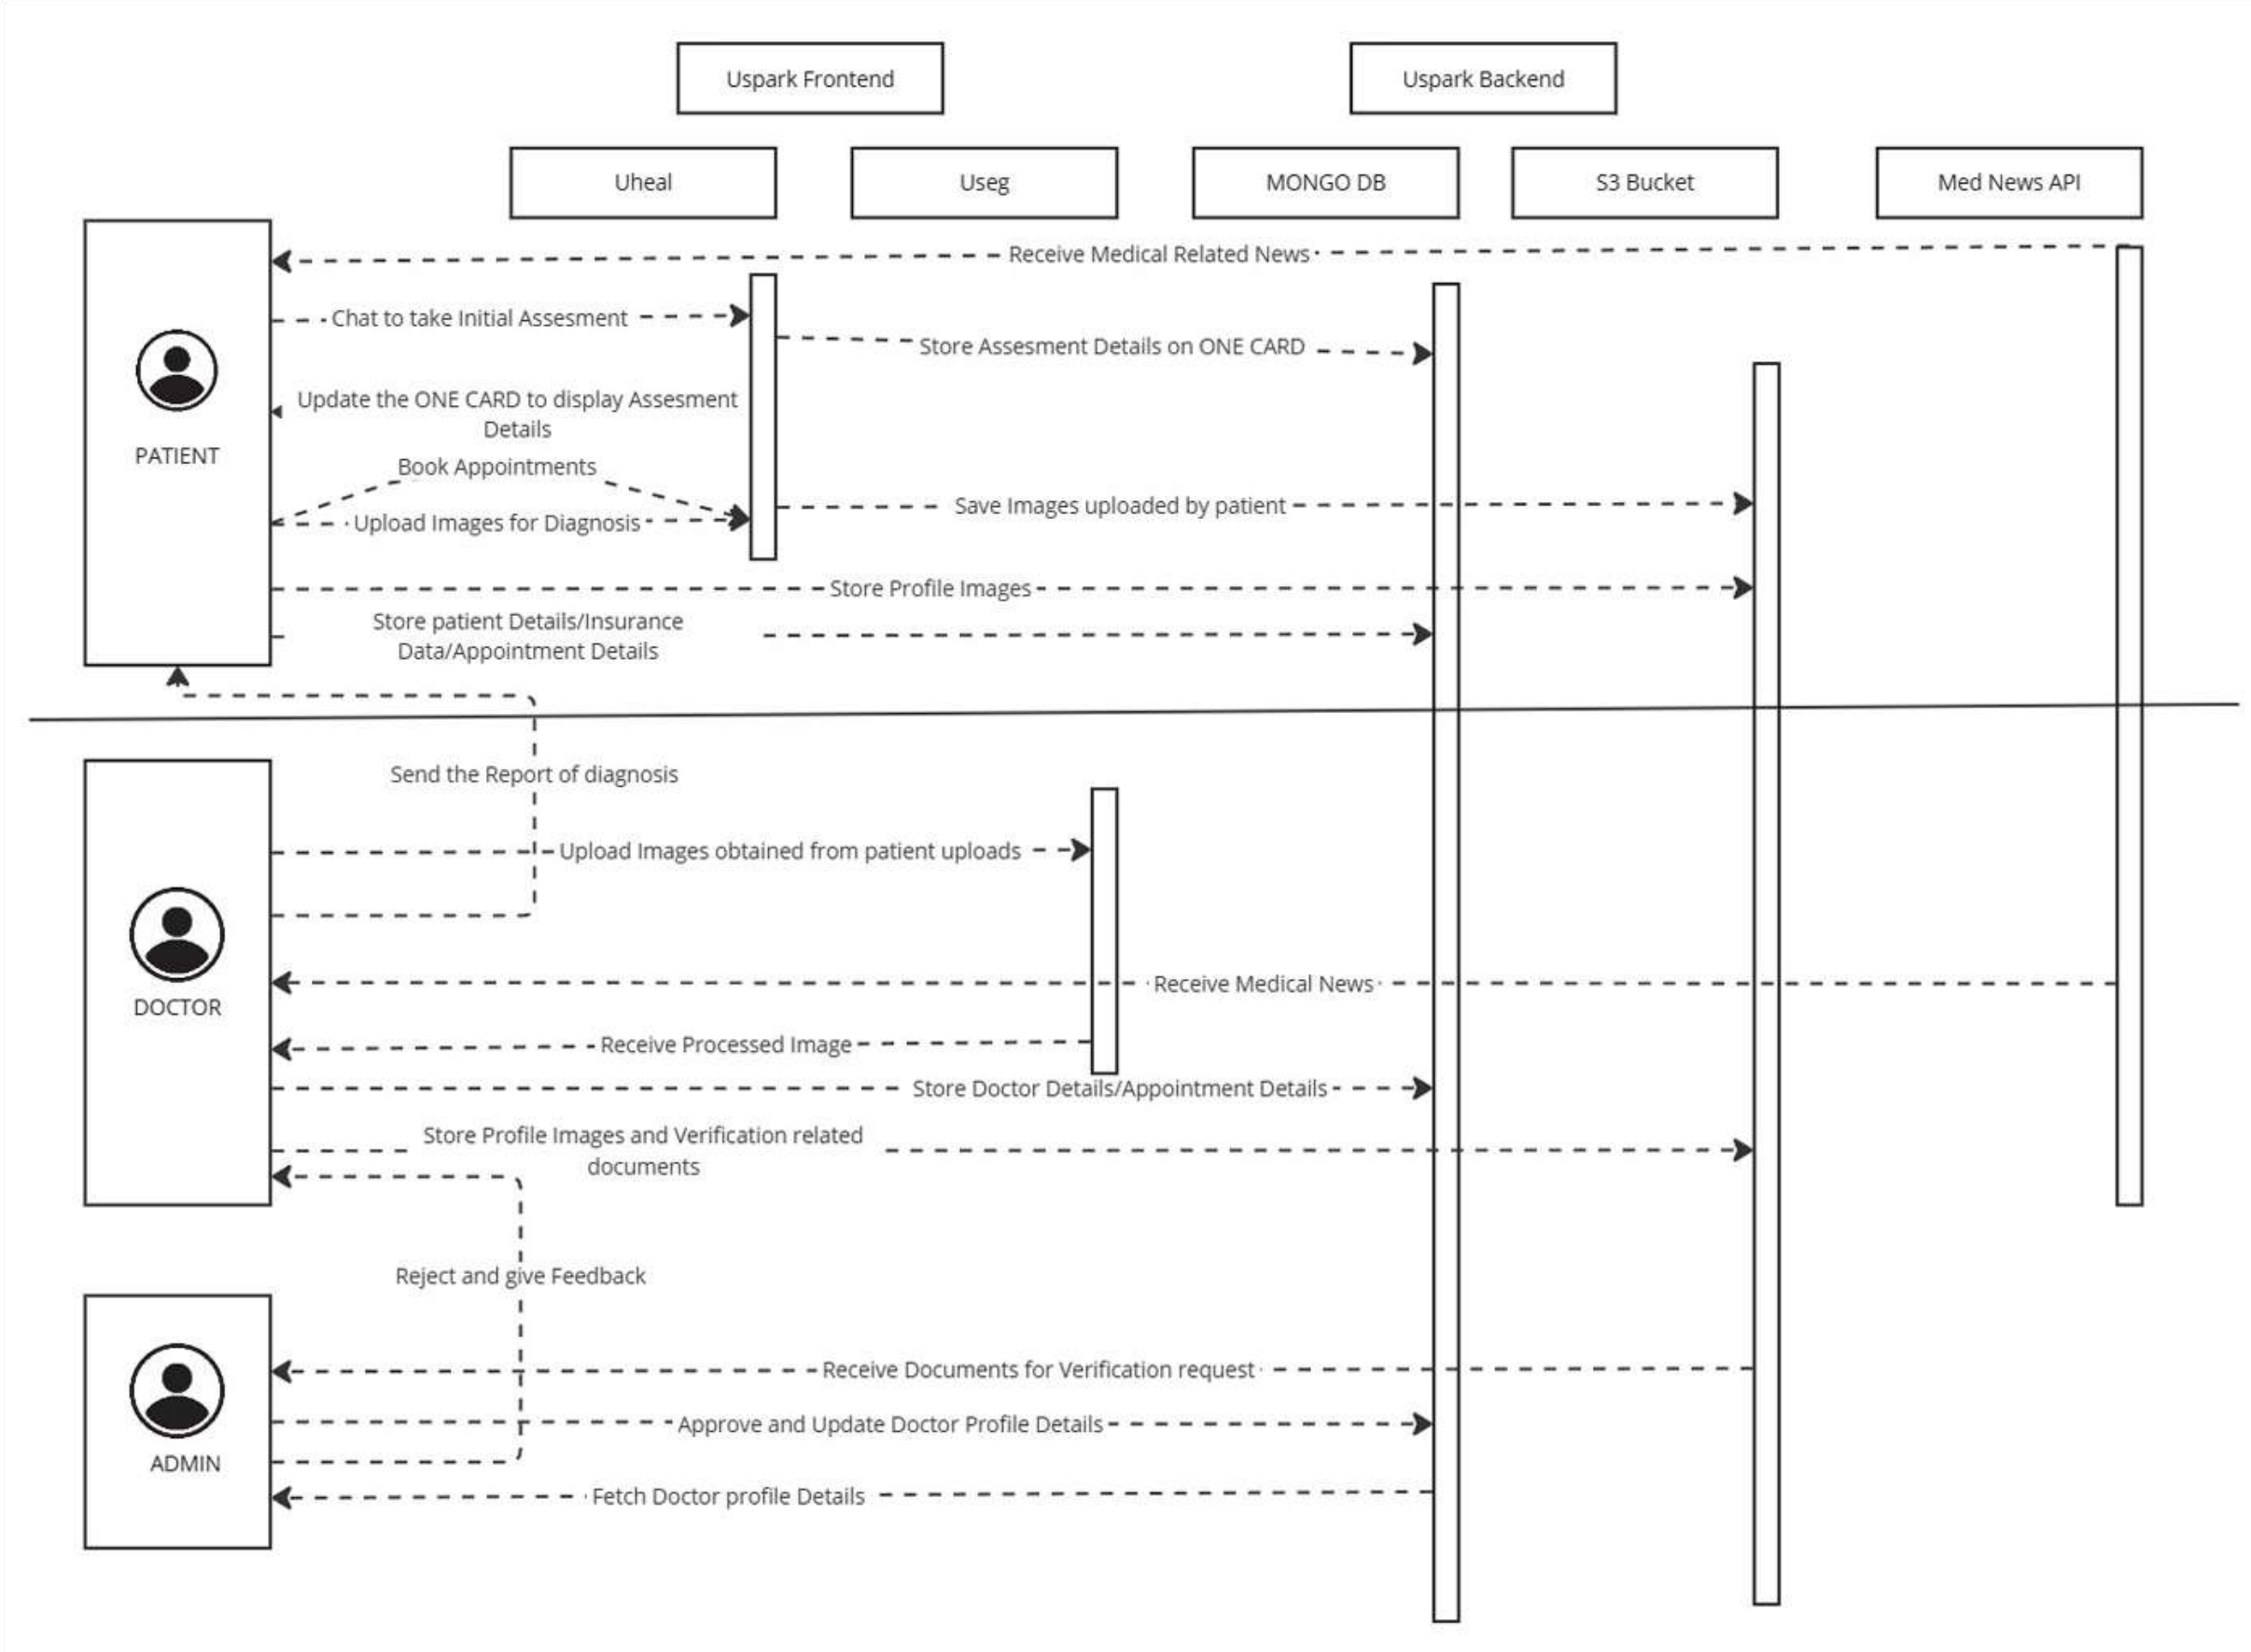 Uspark Frontend
Uspark Backend
Uheal
Useg
MONGO DB
S3 Bucket
Med News API
Receive Medical Related News
Chat to take Initial Assesment
Store Assesment Details on ONE CARD
Update the ONE CARD to display Assesment
Details
PATIENT
Book Appointments
Save Images uploaded by patient
Upload Images for Diagnosis
Store Profile Images
Store patient Details/Insurance
Data/Appointment Details
Send the Report of diagnosis
Upload Images obtained from patient uploads
Receive Medical News
DOCTOR
Receive Processed Image
Store Doctor Details/Appointment Details
Store Profile Images and Verification related
documents
Reject and give Feedback
Receive Documents for Verification request
Approve and Update Doctor Profile Details
ADMIN
Fetch Doctor profile Details